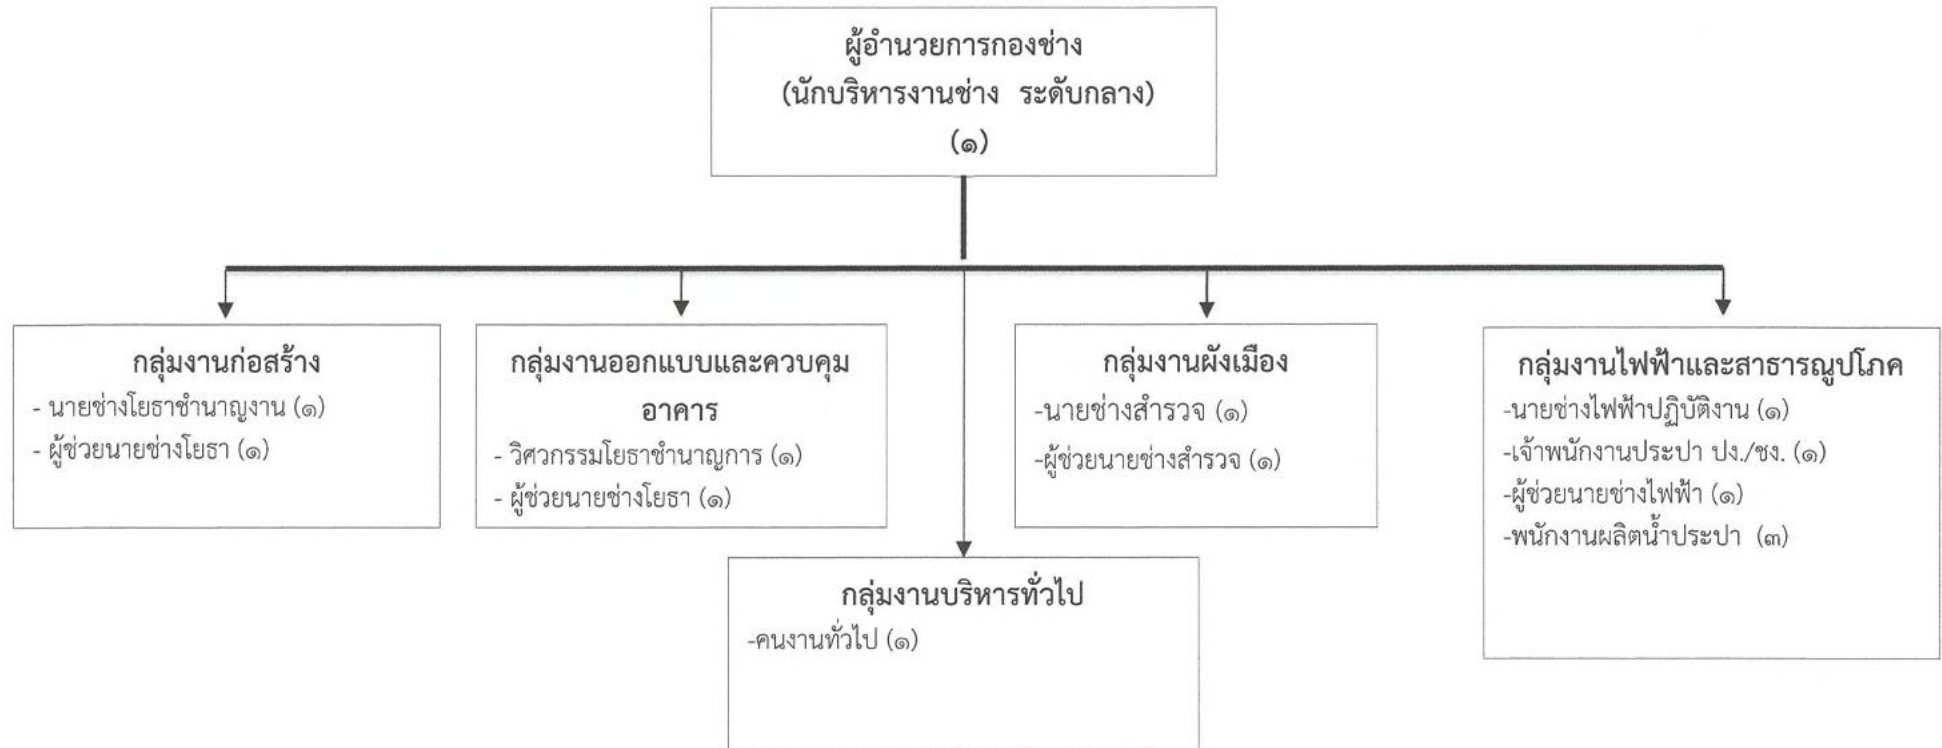 ผู้อำนวยการกองช่าง
(นักบริหารงานช่าง ระดับกลาง)
(๑)
กลุ่มงานก่อสร้าง
- นายช่างโยธาชำนาญงาน (๑)
- ผู้ช่วยนายช่างโยธา (๑)
กลุ่มงานออกแบบและควบคุม
อาคาร
- วิศวกรรมโยธาชำนาญการ (๑)
- ผู้ช่วยนายช่างโยธา (๑)
กลุ่มงานผังเมือง
-นายช่างสำรวจ (๑)
-ผู้ช่วยนายช่างสำรวจ (๑)
กลุ่มงานไฟฟ้าและสาธารณูปโภค
-นายช่างไฟฟ้าปฏิบัติงาน (๑)
-เจ้าพนักงานประปา ปง./ชง. (๑)
-ผู้ช่วยนายช่างไฟฟ้า (๑)
-พนักงานผลิตน้ำประปา (๓)
กลุ่มงานบริหารทั่วไป
-คนงานทั่วไป (๑)